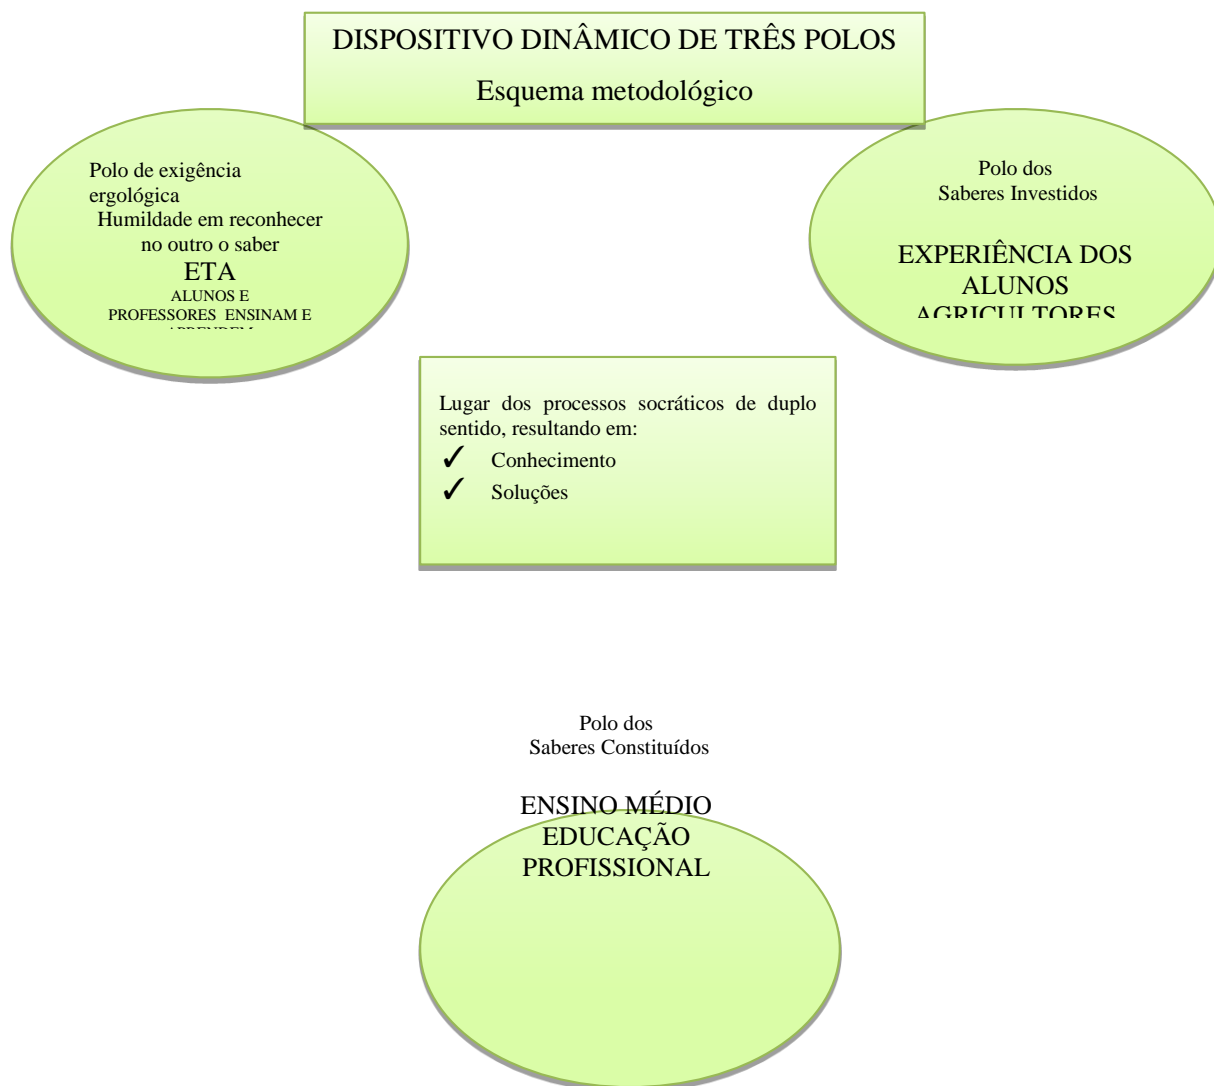 DISPOSITIVO DINÂMICO DE TRÊS POLOS
Esquema metodológico
Polo de exigência
ergológica
Humildade em reconhecer
no outro o saber
ETA
ALUNOS E
PROFESSORES ENSINAM E
APRENDEM
Polo dos
Saberes Investidos
EXPERIÊNCIA DOS
ALUNOS
AGRICULTORES
Lugar dos processos socráticos de duplo
sentido, resultando em:
✓ Conhecimento
✓ Soluções
Polo dos
Saberes Constituídos
ENSINO MÉDIO
EDUCAÇÃO
PROFISSIONAL